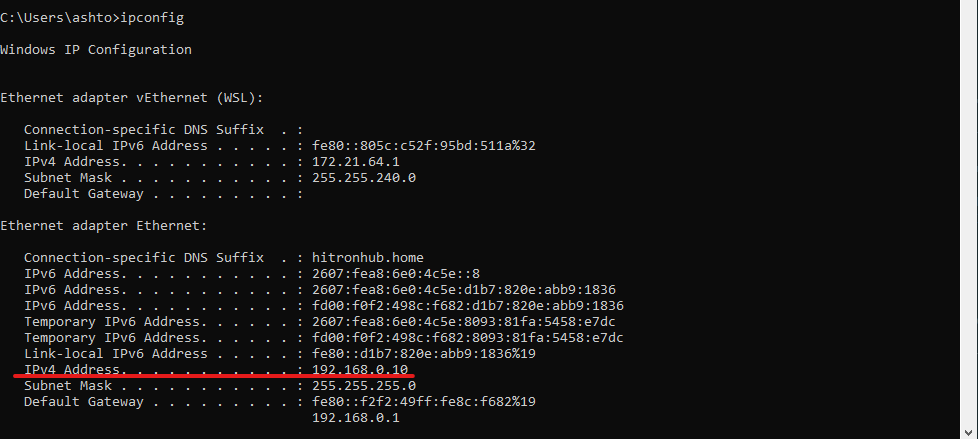 C:\Users\ashto>ipconfig
Windows IP Configuration
Ethernet adapter vEthernet (WSL):
Connection-specific DNS Suffix  . :
Link-local IPv6 Address . . . . . : fe80::805c:c52f:95bd:511a%32
IPv4 Address. . . . . . . . . . . : 172.21.64.1
Subnet Mask . . . . . . . . . . . : 255.255.240.0
Default Gateway . . . . . . . . . :
Ethernet adapter Ethernet:
Connection-specific DNS Suffix  . : hitronhub.home
IPv6 Address. . . . . . . . . . . : 2607:fea8:6e0:4c5e::8
IPv6 Address. . . . . . . . . . . : 2607:fea8:6e0:4c5e:d1b7:820e:abb9:1836
IPv6 Address. . . . . . . . . . . : fd00:f0f2:498c:f682:d1b7:820e:abb9:1836
Temporary IPv6 Address. . . . . . : 2607:fea8:6e0:4c5e:8093:81fa:5458:e7dc
Temporary IPv6 Address. . . . . . : fd00:f0f2:498c:f682:8093:81fa:5458:e7dc
Link-local IPv6 Address . . . . . : fe80::d1b7:820e:abb9:1836%19
IPv4 Address. . . . . . . . . . . : 192.168.0.10
Subnet Mask . . . . . . . . . . . : 255.255.255.0
Default Gateway . . . . . . . . . : fe80::f2f2:49ff:fe8c:f682%19
192.168.0.1